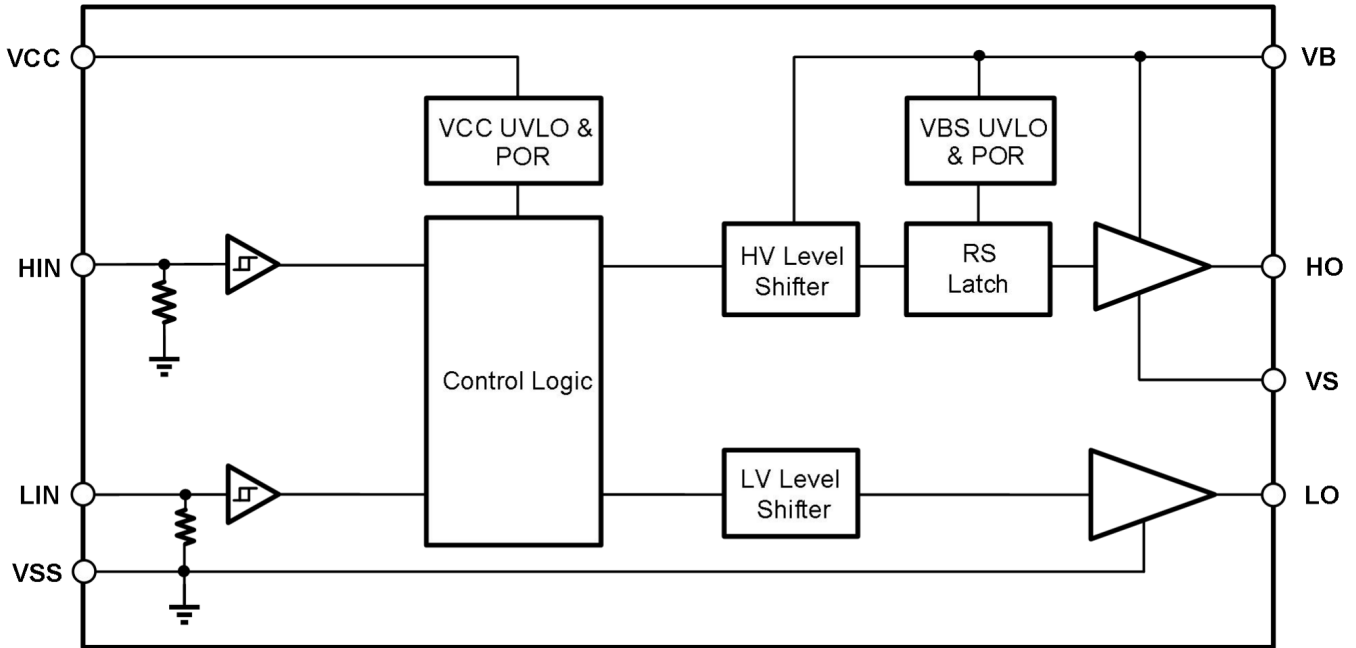 VCC
VB
VCC UVLO &
POR
VBS UVLO
& POR
HIN
HV Level
Shifter
RS
Latch
HO
Control Logic
VS
LIN
LV Level
Shifter
LO
VSS